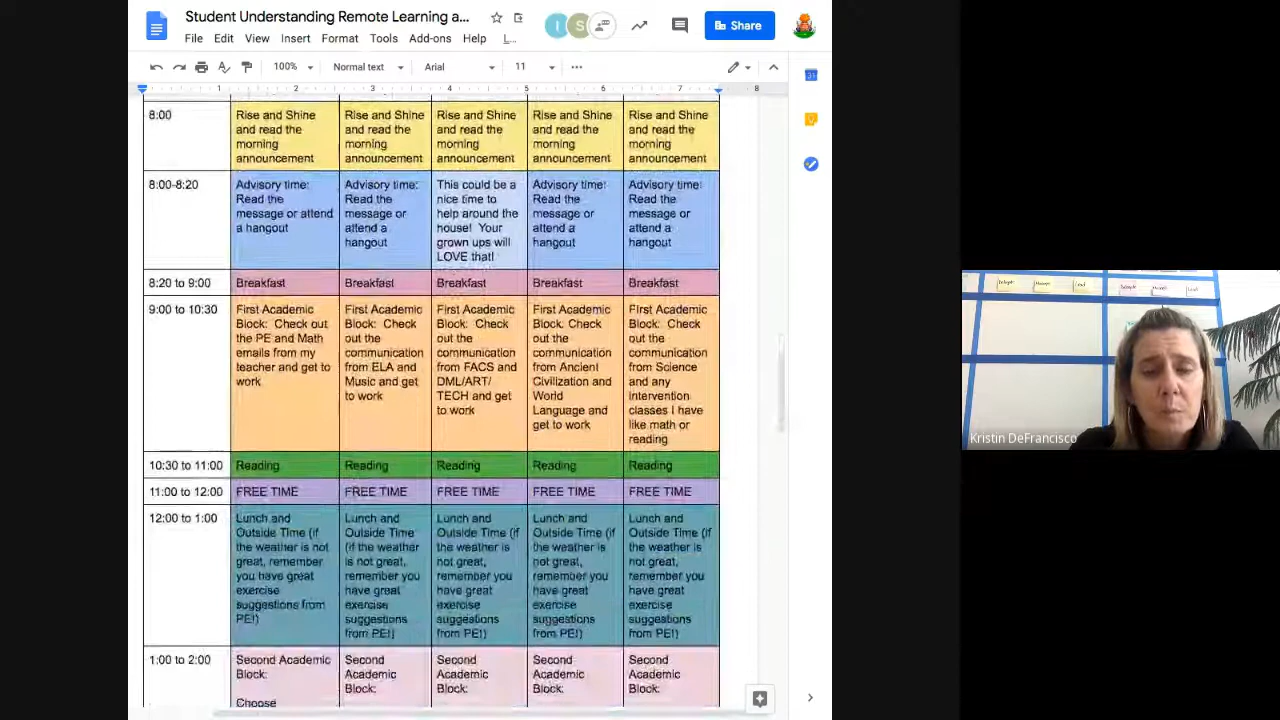 Student Understanding Remote Learning a...
File Edit View Insert Format Tools Add-ons Help L...
I S
Share
100% Normal text Arial 11
1 2 3 4 5 6 7 8
8:00
Rise and Shine
and read the
morning
announcement
Rise and Shine
and read the
morning
announcement
Rise and Shine
and read the
morning
announcement
Rise and Shine
and read the
morning
announcement
Rise and Shine
and read the
morning
announcement
8:00-8:20
Advisory time:
Read the
message or attend
a hangout
Advisory time:
Read the
message or
attend a
hangout
This could be a
nice time to
help around the
house! Your
grown ups will
LOVE that!
Advisory time:
Read the
message or
attend a
hangout
Advisory time:
Read the
message or
attend a
hangout
8:20 to 9:00
Breakfast
Breakfast
Breakfast
Breakfast
Breakfast
9:00 to 10:30
First Academic
Block: Check out
the PE and Math
emails from my
teacher and get to
work
First Academic
Block: Check
out the
communication
from ELA and
Music and get
to work
First Academic
Block: Check
out the
communication
from FACS and
DML/ART/
TECH and get
to work
First Academic
Block: Check
out the
communication
from Ancient
Civilization and
World
Language and
get to work
First Academic
Block: Check
out the
communication
from Science
and any
intervention
classes I have
like math or
reading
10:30 to 11:00
Reading
Reading
Reading
Reading
Reading
11:00 to 12:00
FREE TIME
FREE TIME
FREE TIME
FREE TIME
FREE TIME
12:00 to 1:00
Lunch and
Outside Time (if
the weather is not
great, remember
you have great
exercise
suggestions from
PE!)
Lunch and
Outside Time
(if the weather
is not great,
remember you
have great
exercise
suggestions
from PE!)
Lunch and
Outside Time (if
the weather is
not great,
remember you
have great
exercise
suggestions
from PE!)
Lunch and
Outside Time (if
the weather is
not great,
remember you
have great
exercise
suggestions
from PE!)
Lunch and
Outside Time (if
the weather is
not great,
remember you
have great
exercise
suggestions
from PE!)
1:00 to 2:00
Second Academic
Block:
Choose
Second
Academic
Block:
Second
Academic
Block:
Second
Academic
Block:
Second
Academic
Block:
31
Kristin DeFrancisco